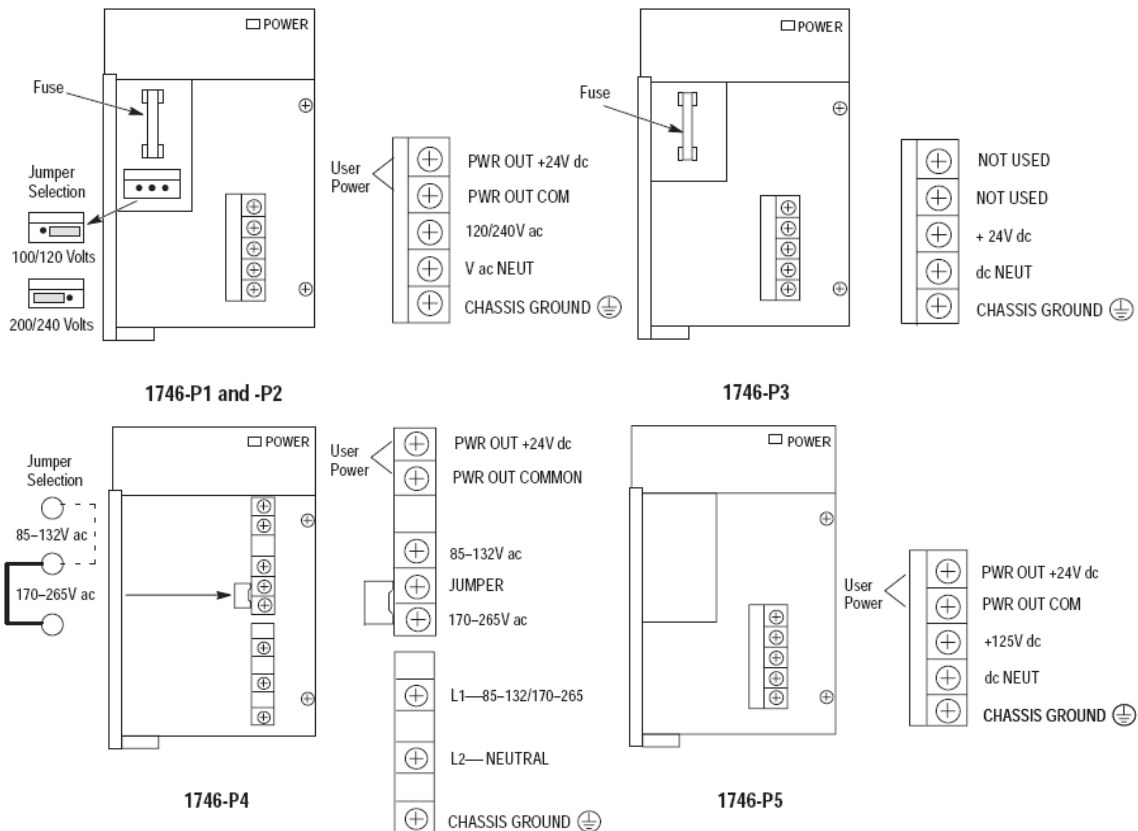 POWER
Fuse
Jumper
Selection
100/120 Volts
200/240 Volts
User
Power
PWR OUT +24V dc
PWR OUT COM
120/240V ac
V ac NEUT
CHASSIS GROUND
1746-P1 and -P2
POWER
Fuse
NOT USED
NOT USED
+ 24V dc
dc NEUT
CHASSIS GROUND
1746-P3
POWER
Jumper
Selection
85–132V ac
170–265V ac
User
Power
PWR OUT +24V dc
PWR OUT COMMON
85–132V ac
JUMPER
170–265V ac
L1—85–132/170–265
L2—NEUTRAL
CHASSIS GROUND
1746-P4
POWER
User
Power
PWR OUT +24V dc
PWR OUT COM
+125V dc
dc NEUT
CHASSIS GROUND
1746-P5